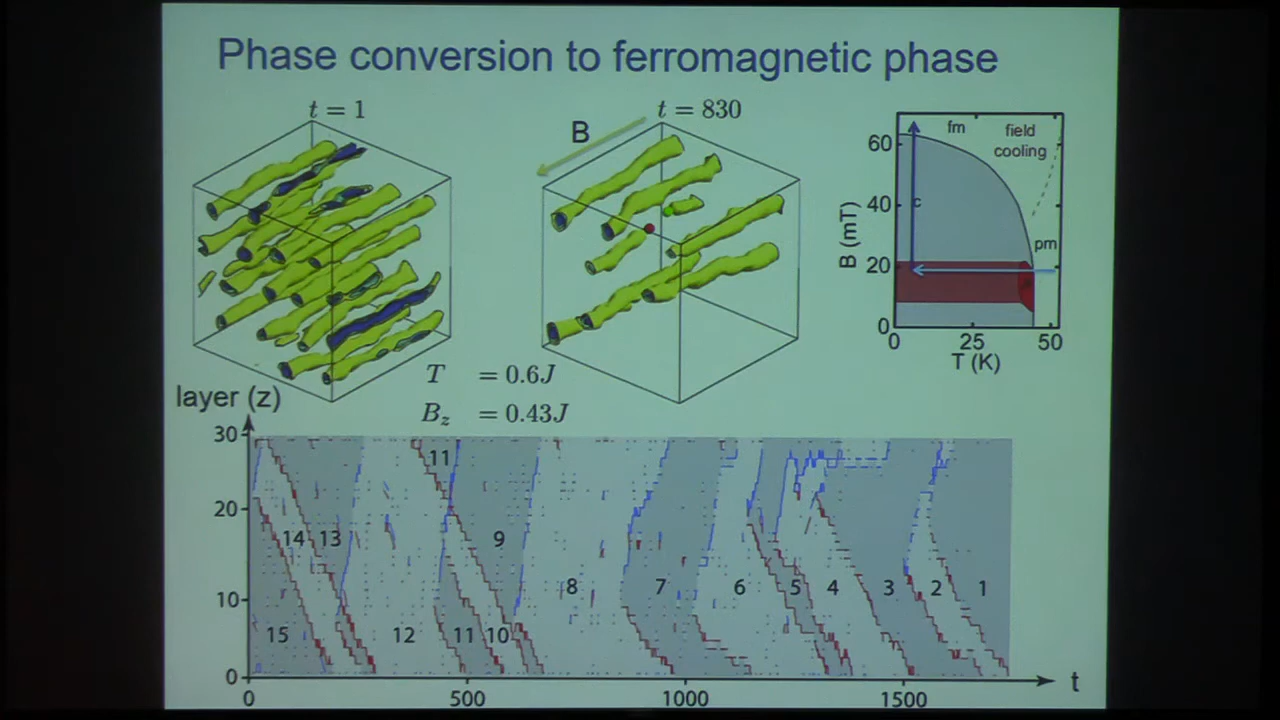 Phase conversion to ferromagnetic phase
t = 1
t = 830
B
T = 0.6J
B_z = 0.43J
B (mT)
60
40
20
0
fm
field
cooling
c
pm
0
25
50
T (K)
layer (z)
30
20
10
0
11
14
13
9
8
7
6
5
4
3
2
1
15
12
11
10
0
500
1000
1500
t